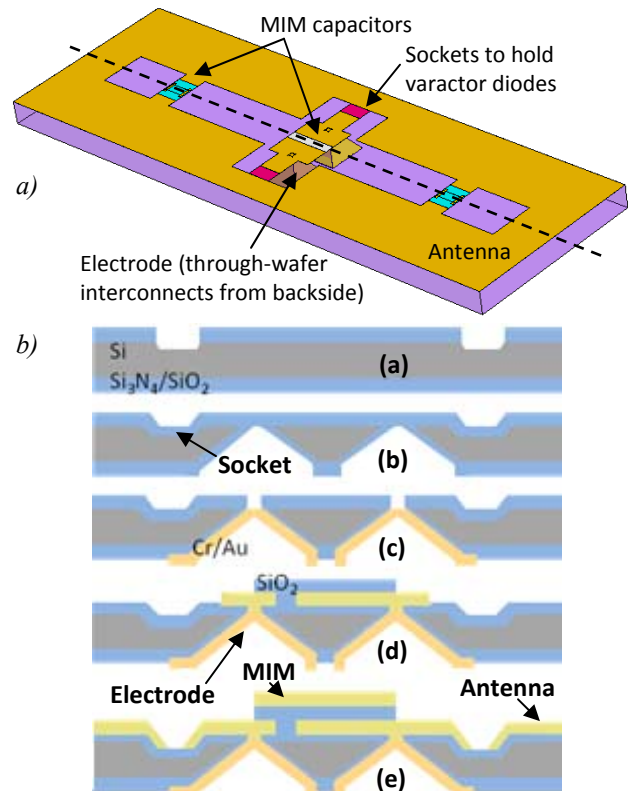 MIM capacitors
Sockets to hold
varactor diodes
a)
Antenna
Electrode (through-wafer
interconnects from backside)
b)
Si
(a)
Si₃N₄/SiO₂
Socket
(b)
Cr/Au
(c)
SiO₂
(d)
Electrode
MIM
Antenna
(e)